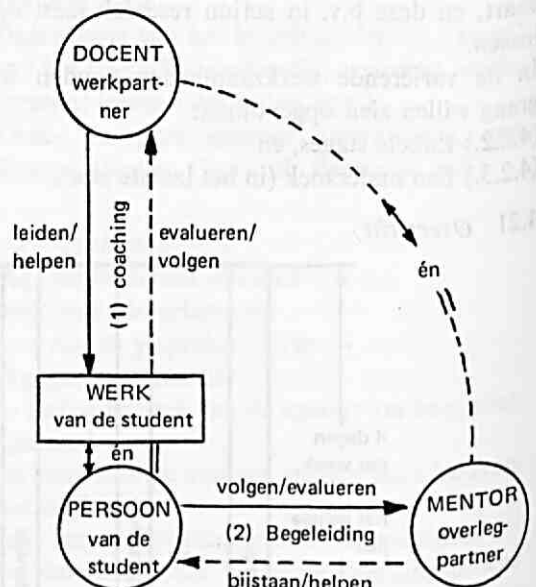 DOCENT
werkpart-
ner
leiden/
helpen
(1) coaching
evalueren/
volgen
én
WERK
van de student
én
PERSOON
van de
student
volgen/evalueren
(2) Begeleiding
bijstaan/helpen
MENTOR
overleg-
partner